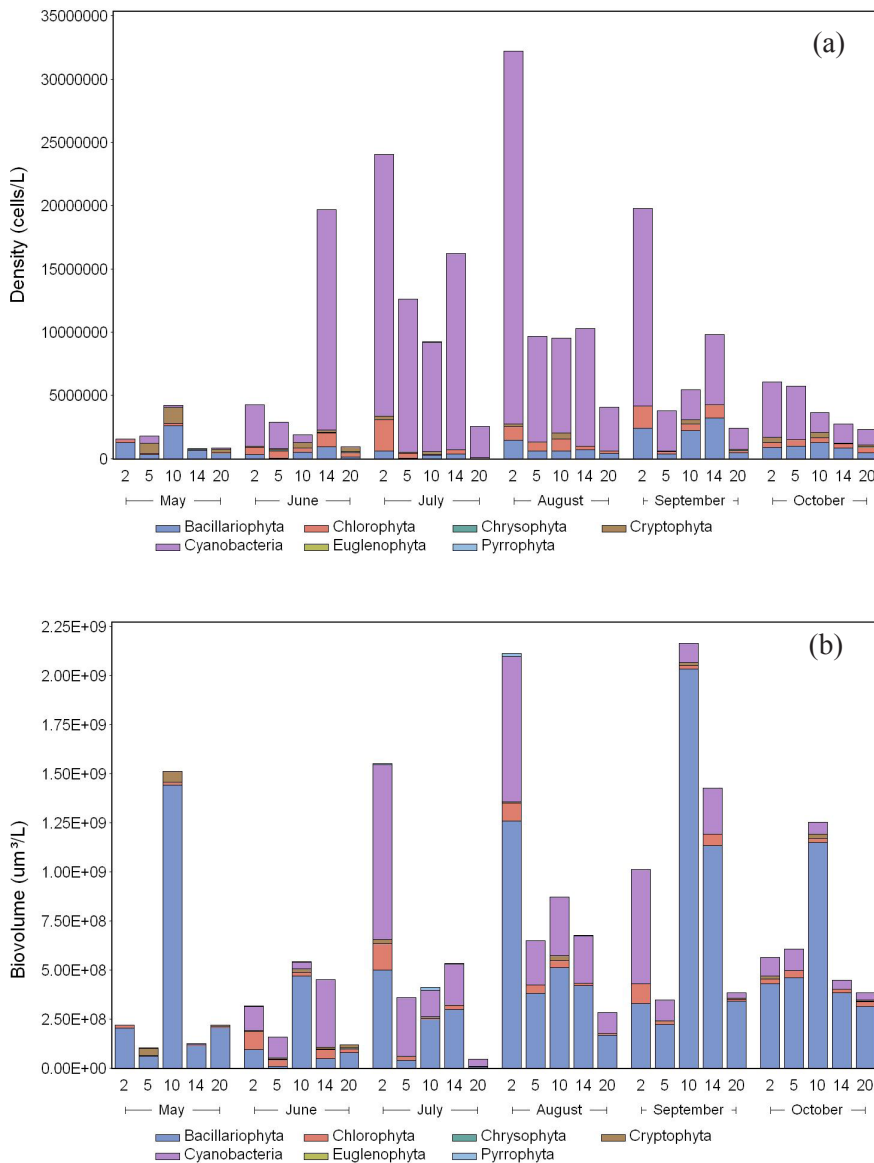 (a)
35000000
30000000
25000000
20000000
15000000
10000000
5000000
0
Density (cells/L)
2 5 10 14 20 2 5 10 14 20 2 5 10 14 20 2 5 10 14 20 2 5 10 14 20 2 5 10 14 20
May June July August September October
Bacillariophyta Chlorophyta Chrysophyta Cryptophyta
Cyanobacteria Euglenophyta Pyrrophyta
(b)
2.25E+09
2.00E+09
1.75E+09
1.50E+09
1.25E+09
1.00E+09
7.50E+08
5.00E+08
2.50E+08
0.00E+00
Biovolume (um³/L)
2 5 10 14 20 2 5 10 14 20 2 5 10 14 20 2 5 10 14 20 2 5 10 14 20 2 5 10 14 20
May June July August September October
Bacillariophyta Chlorophyta Chrysophyta Cryptophyta
Cyanobacteria Euglenophyta Pyrrophyta